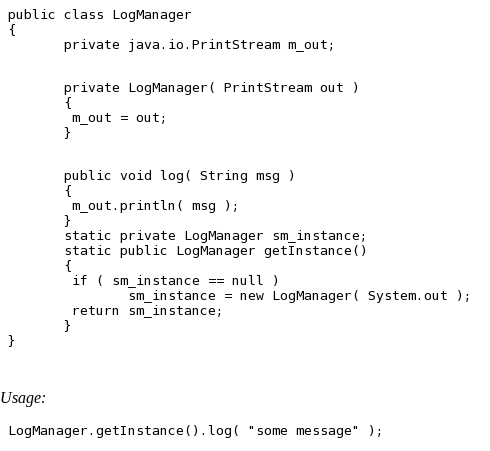 public class LogManager
{
private java.io.PrintStream m_out;
private LogManager( PrintStream out )
{
m_out = out;
}
public void log( String msg )
{
m_out.println( msg );
}
static private LogManager sm_instance;
static public LogManager getInstance()
{
if ( sm_instance == null )
sm_instance = new LogManager( System.out );
return sm_instance;
}
}
Usage:
LogManager.getInstance().log( "some message" );